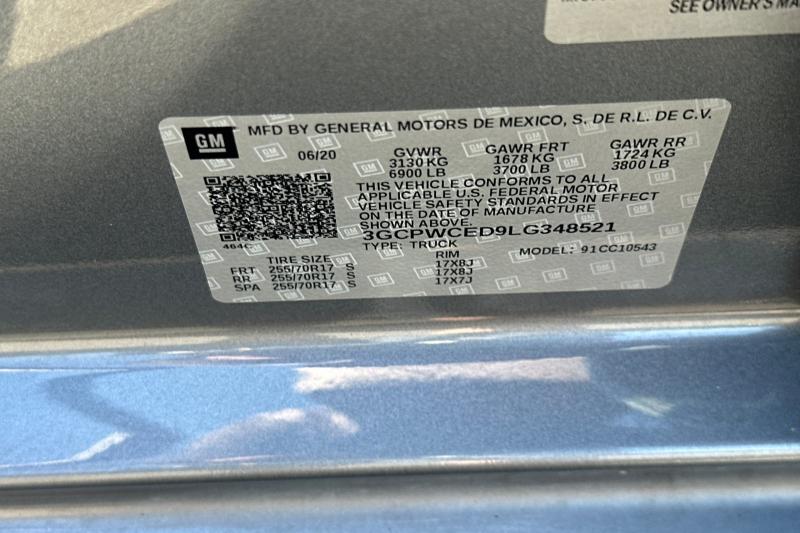 SEE OWNER'S MA
GM MFD BY GENERAL MOTORS DE MEXICO, S. DE R.L. DE C.V.
06/20 GVWR GAWR FRT GAWR RR
3130 KG 1678 KG 1724 KG
6900 LB 3700 LB 3800 LB
THIS VEHICLE CONFORMS TO ALL
APPLICABLE U.S. FEDERAL MOTOR
VEHICLE SAFETY STANDARDS IN EFFECT
ON THE DATE OF MANUFACTURE
SHOWN ABOVE.
3GCPWCED9LG348521
464C TYPE: TRUCK MODEL: 91CC10543
TIRE SIZE RIM
FRT 255/70R17 S 17X8J
RR 255/70R17 S 17X8J
SPA 255/70R17 S 17X7J